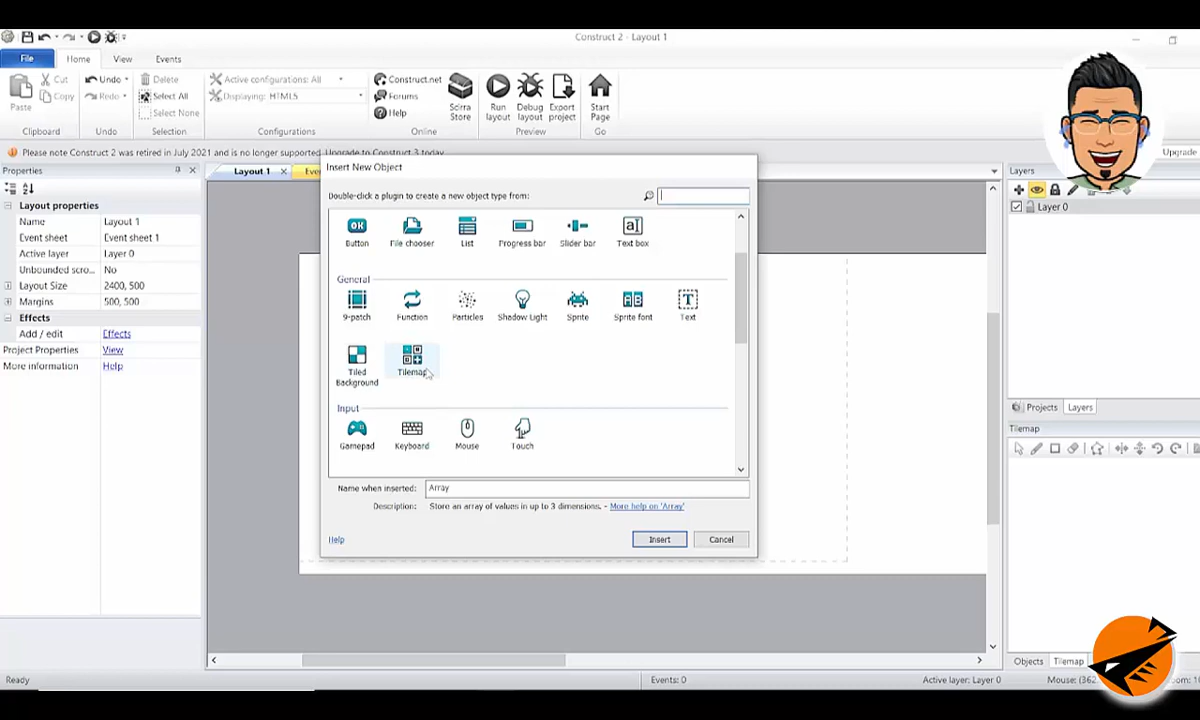 Construct 2 - Layout 1
File
Home
View
Events
Paste
Cut
Copy
Clipboard
Undo
Redo
Undo
Delete
Select All
Select None
Selection
Active configurations: All
Displaying: HTML5
Configurations
Construct.net
Forums
Help
Online
Scirra Store
Run layout
Debug layout
Export project
Preview
Start Page
Go
Please note Construct 2 was retired in July 2021 and is no longer supported. Upgrade to Construct 3 today
Upgrade
Properties
Layout properties
Name Layout 1
Event sheet Event sheet 1
Active layer Layer 0
Unbounded scro... No
Layout Size 2400, 500
Margins 500, 500
Effects
Add / edit Effects
Project Properties View
More information Help
Layout 1
Insert New Object
Double-click a plugin to create a new object type from:
Button
File chooser
List
Progress bar
Slider bar
Text box
General
9-patch
Function
Particles
Shadow Light
Sprite
Sprite font
Text
Tiled Background
Tilemap
Input
Gamepad
Keyboard
Mouse
Touch
Name when inserted: Array
Description: Store an array of values in up to 3 dimensions. - More help on 'Array'
Help
Insert
Cancel
Layers
Layer 0
Projects
Layers
Tilemap
Objects
Tilemap
Ready
Events: 0
Active layer: Layer 0